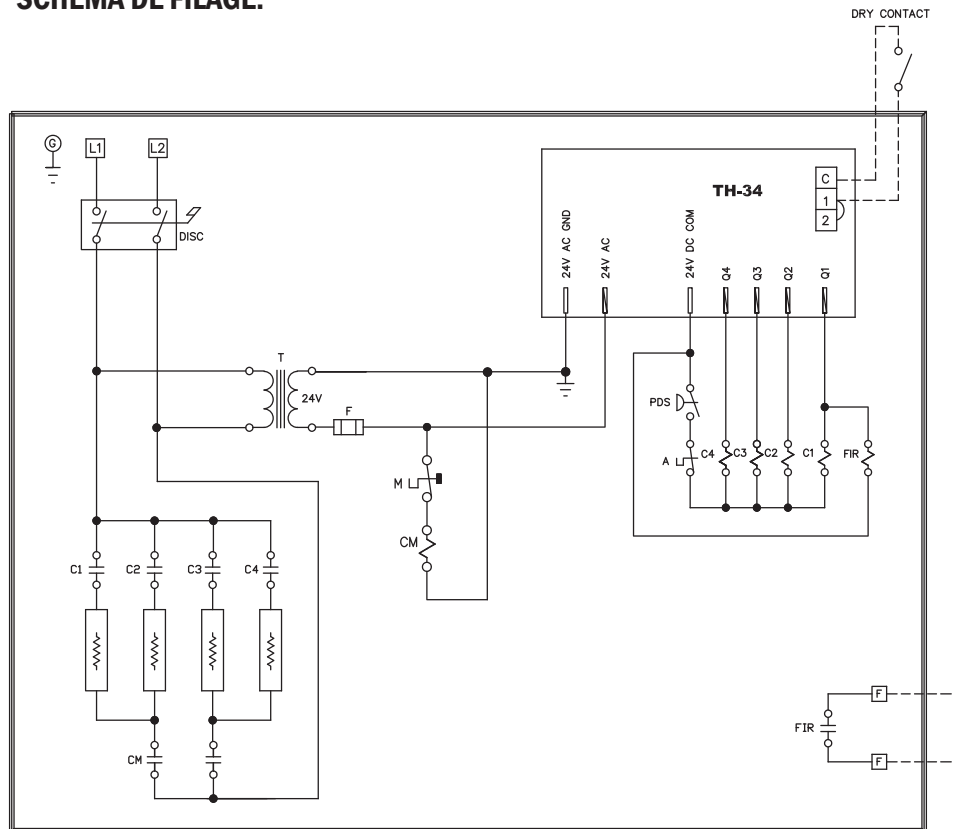 SCHÉMA DE FILAGE:
DRY CONTACT
G
L1
L2
DISC
TH-34
C
1
2
24V AC GND
24V AC
24V DC COM
Q4
Q3
Q2
Q1
T
24V
F
PDS
A
C4
C3
C2
C1
FIR
M
CM
C1
C2
C3
C4
CM
FIR
F
F